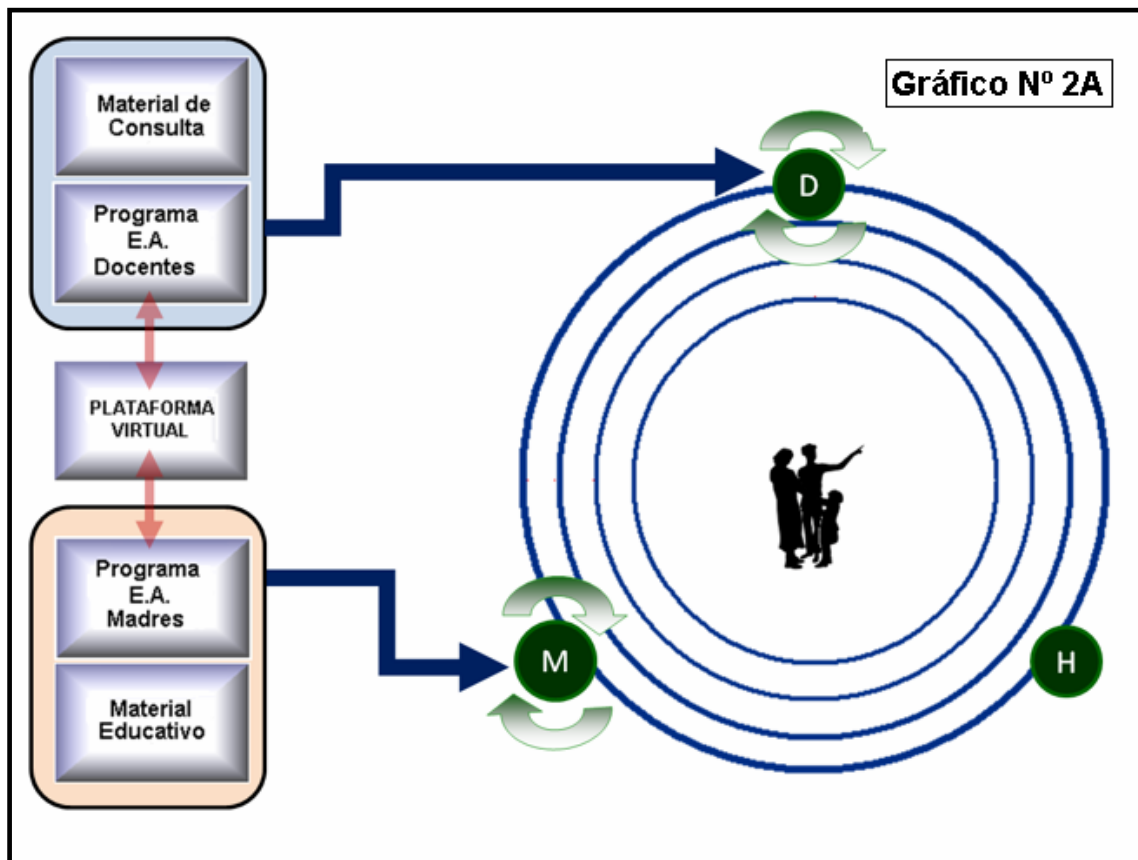 Gráfico Nº 2A
Material de
Consulta
Programa
E.A.
Docentes
PLATAFORMA
VIRTUAL
Programa
E.A.
Madres
Material
Educativo
D
M
H